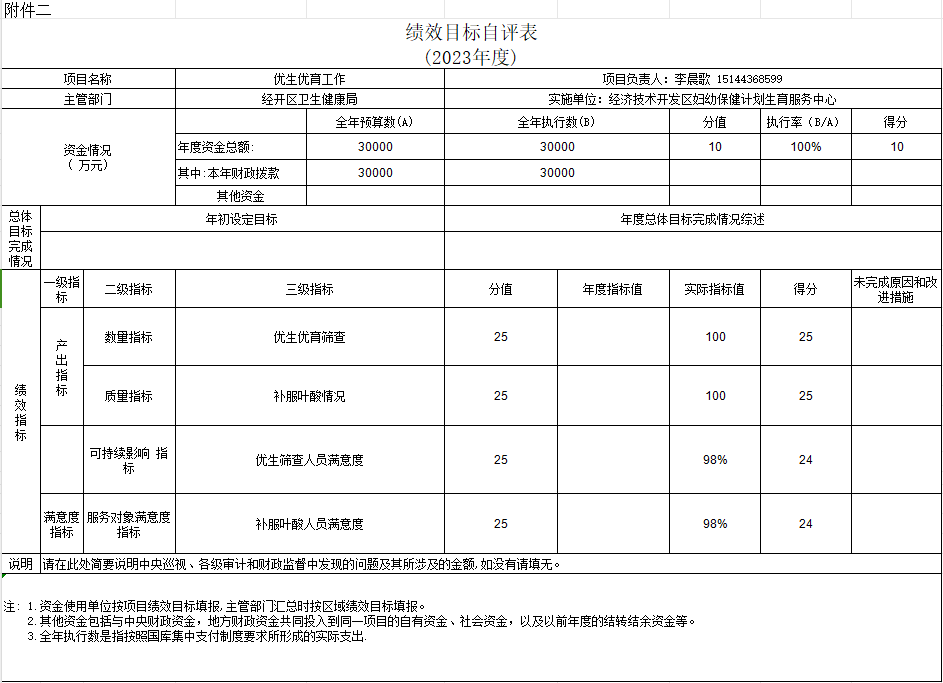 附件二
绩效目标自评表
(2023年度)
项目名称 优生优育工作 项目负责人：李晨歌 15144368599
主管部门 经开区卫生健康局 实施单位：经济技术开发区妇幼保健计划生育服务中心
资金情况
（ 万元）
全年预算数(A) 全年执行数(B) 分值 执行率（B/A） 得分
年度资金总额: 30000 30000 10 100% 10
其中:本年财政拨款 30000 30000
其他资金
总体
目标
完成
情况
年初设定目标 年度总体目标完成情况综述
绩
效
指
标
一级指
标
二级指标 三级指标 分值 年度指标值 实际指标值 得分
未完成原因和改
进措施
产
出
指
标
数量指标 优生优育筛查 25 100 25
质量指标 补服叶酸情况 25 100 25
可持续影响 指
标
优生筛查人员满意度 25 98% 24
满意度
指标
服务对象满意度
指标
补服叶酸人员满意度 25 98% 24
说明 请在此处简要说明中央巡视、各级审计和财政监督中发现的问题及其所涉及的金额,如没有请填无。
注：1.资金使用单位按项目绩效目标填报,主管部门汇总时按区域绩效目标填报。
2.其他资金包括与中央财政资金，地方财政资金共同投入到同一项目的自有资金、社会资金，以及以前年度的结转结余资金等。
3.全年执行数是指按照国库集中支付制度要求所形成的实际支出.